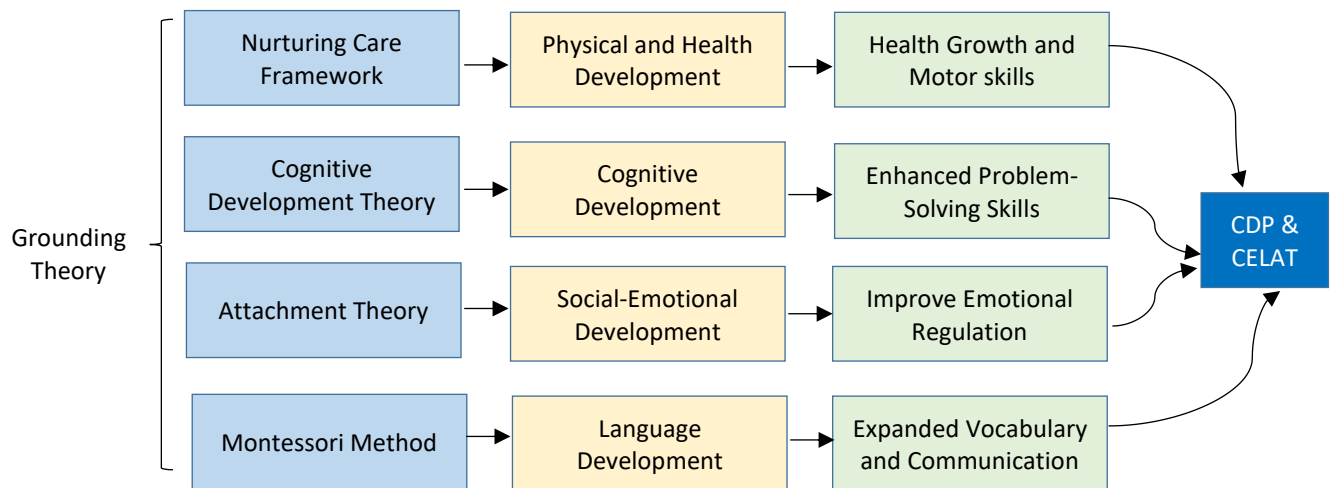 Grounding
Theory
Nurturing Care
Framework
Physical and Health
Development
Health Growth and
Motor skills
Cognitive
Development Theory
Cognitive
Development
Enhanced Problem-
Solving Skills
Attachment Theory
Social-Emotional
Development
Improve Emotional
Regulation
Montessori Method
Language
Development
Expanded Vocabulary
and Communication
CDP &
CELAT